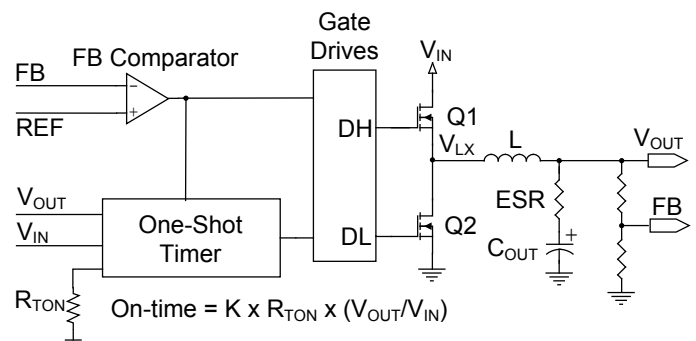 Gate
Drives
FB Comparator
V_IN
FB
−
+
REF
DH
Q1
V_LX
L
V_OUT
ESR
FB
V_OUT
V_IN
One-Shot
Timer
DL
Q2
C_OUT
+
R_TON
On-time = K x R_TON x (V_OUT/V_IN)